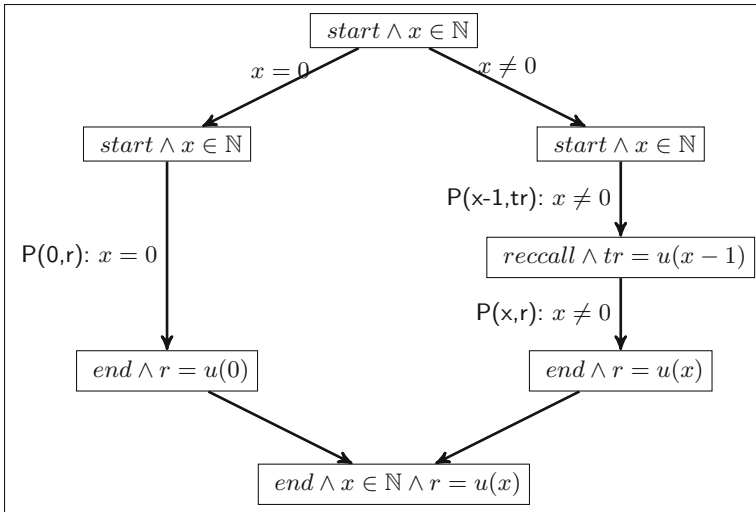 start ∧ x ∈ ℕ
x = 0
x ≠ 0
start ∧ x ∈ ℕ
start ∧ x ∈ ℕ
P(x-1,tr): x ≠ 0
P(0,r): x = 0
reccall ∧ tr = u(x − 1)
P(x,r): x ≠ 0
end ∧ r = u(0)
end ∧ r = u(x)
end ∧ x ∈ ℕ ∧ r = u(x)